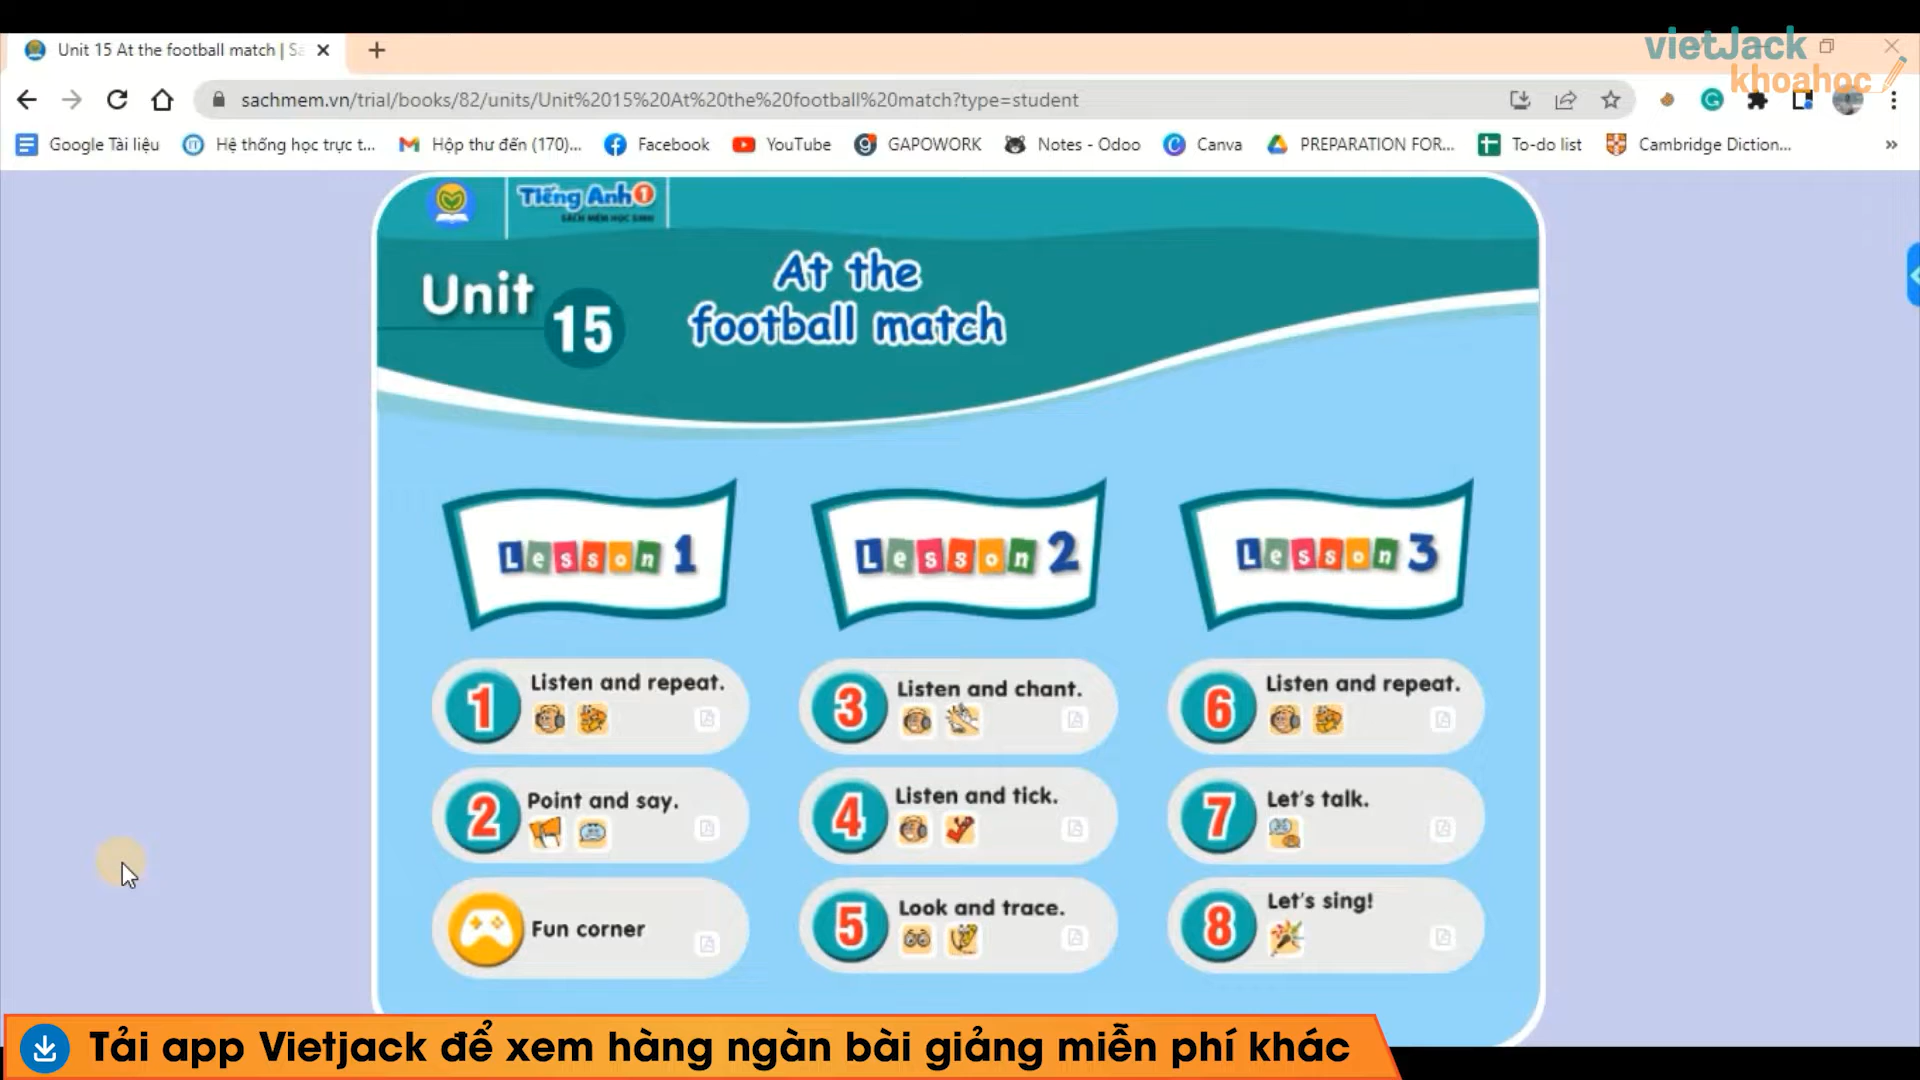 Unit 15 At the football match | Sa
vietJack
khoahoc
sachmem.vn/trial/books/82/units/Unit%2015%20At%20the%20football%20match?type=student
Google Tài liệu
Hệ thống học trực t...
Hộp thư đến (170)...
Facebook
YouTube
GAPOWORK
Notes - Odoo
Canva
PREPARATION FOR...
To-do list
Cambridge Diction...
Tiếng Anh 1
SÁCH MỀM HỌC SINH
Unit 15
At the
football match
Lesson 1
Lesson 2
Lesson 3
1 Listen and repeat.
2 Point and say.
Fun corner
3 Listen and chant.
4 Listen and tick.
5 Look and trace.
6 Listen and repeat.
7 Let's talk.
8 Let's sing!
Tải app Vietjack để xem hàng ngàn bài giảng miễn phí khác